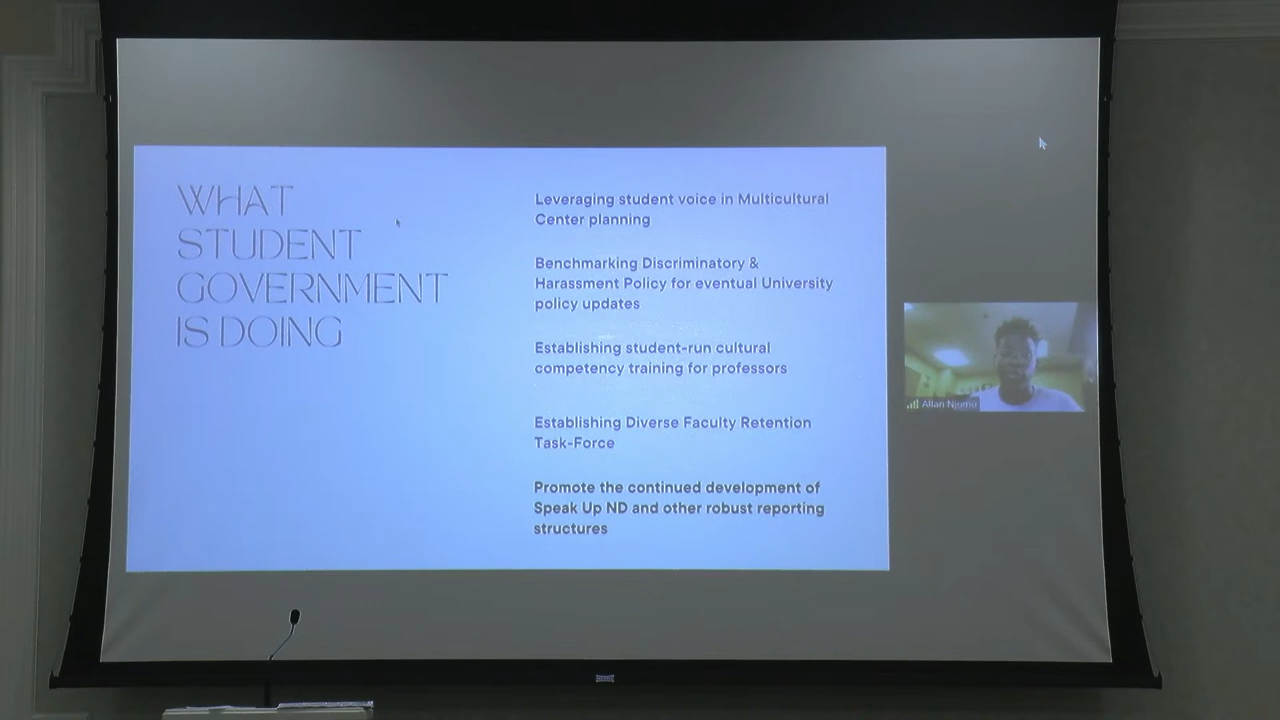 WHAT
STUDENT
GOVERNMENT
IS DOING
Leveraging student voice in Multicultural
Center planning
Benchmarking Discriminatory &
Harassment Policy for eventual University
policy updates
Establishing student-run cultural
competency training for professors
Establishing Diverse Faculty Retention
Task-Force
Promote the continued development of
Speak Up ND and other robust reporting
structures
Allan Njomo